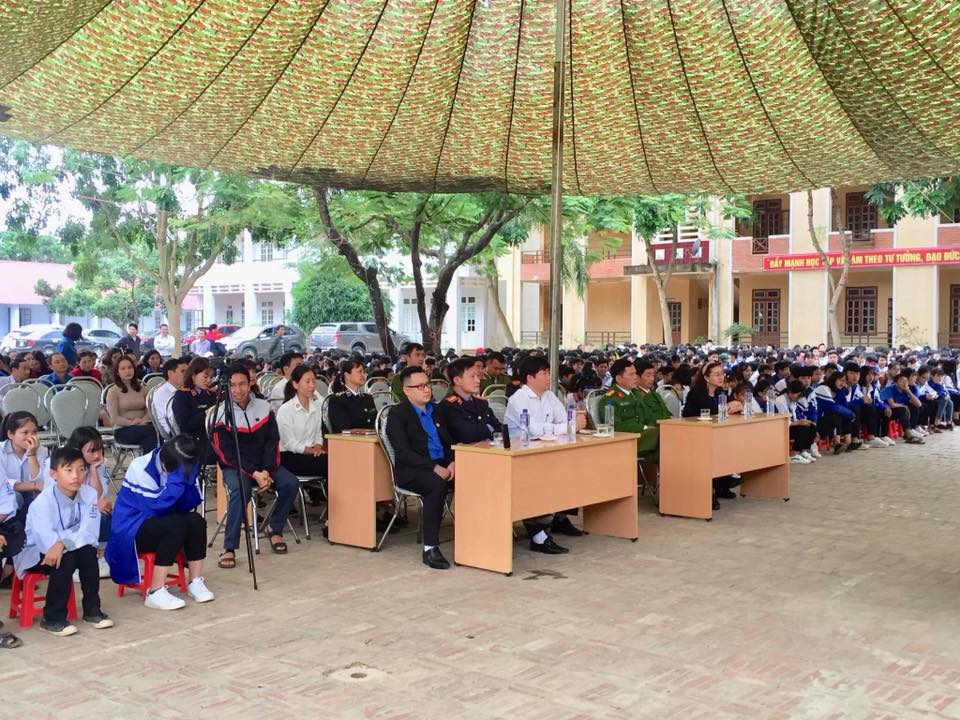 ĐẨY MẠNH HỌC TẬP VÀ LÀM THEO TƯ TƯỞNG, ĐẠO ĐỨC